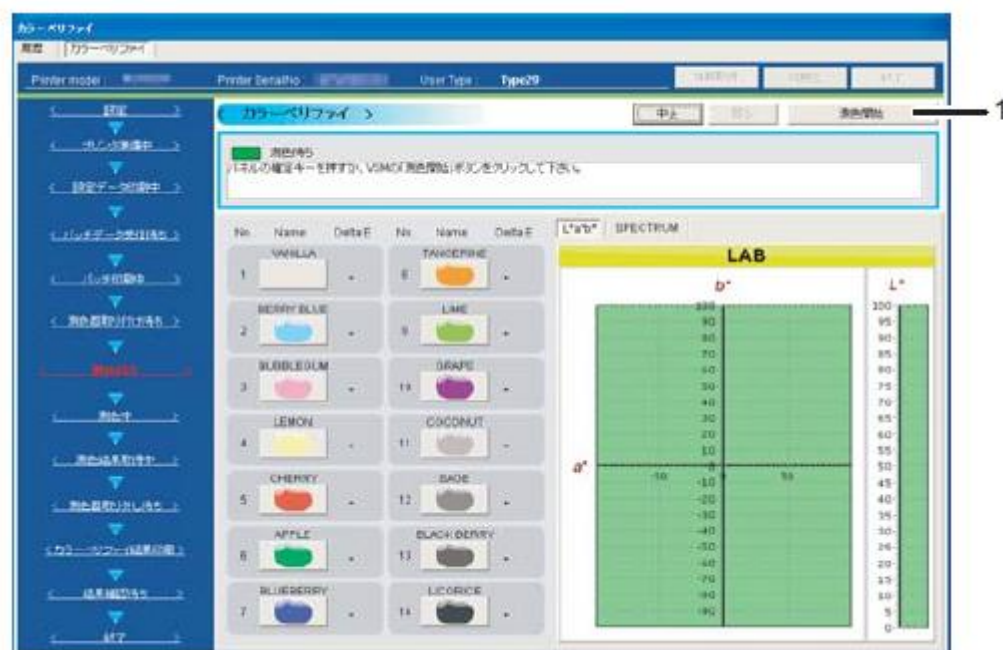 カラーベリファイ
履歴 カラーベリファイ
Printer model : Printer SerialNo : User Type : Type29
終了
設定
プリンタ準備中
設定データ印刷中
パッチデータ受信待ち
パッチ印刷中
測色器取り付け待ち
測色待ち
測色中
測色結果取得中
測色器取り外し待ち
カラーベリファイ結果印刷
結果確認待ち
終了
カラーベリファイ
中止 測色開始
1
測色待ち
パネルの確定キーを押すか、VSMの「測色開始」ボタンをクリックして下さい。
No Name Delta E No Name Delta E
1 VANILLA -
2 BERRY BLUE -
3 BUBBLEGUM -
4 LEMON -
5 CHERRY -
6 APPLE -
7 BLUEBERRY -
8 TANGERINE -
9 LIME -
10 GRAPE -
11 COCONUT -
12 SAGE -
13 BLACK BERRY -
14 LICORICE -
L*a*b* SPECTRUM
LAB
b* L*
a*
100
90
80
70
60
50
40
30
20
10
0
-10
-20
-30
-40
-50
-60
-70
-80
-90
-50 50
100
95
90
85
80
75
70
65
60
55
50
45
40
35
30
25
20
15
10
5
0